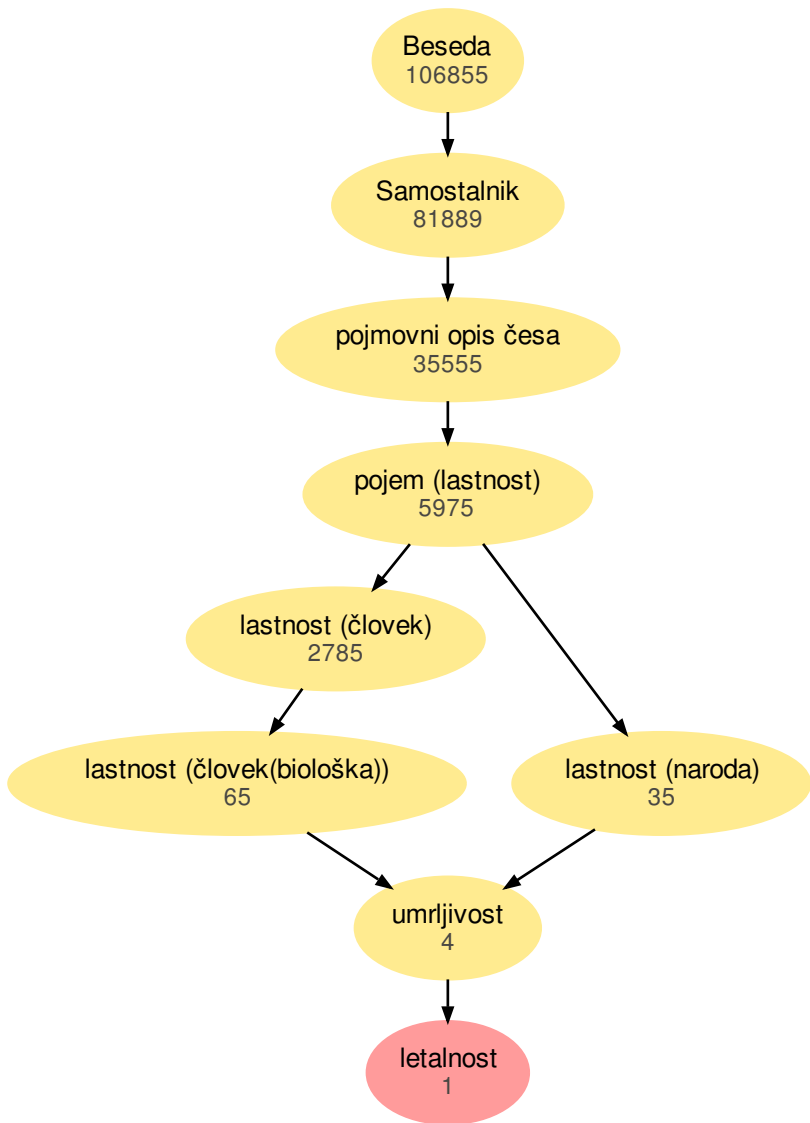 Beseda
106855
Samostalnik
81889
pojmovni opis česa
35555
pojem (lastnost)
5975
lastnost (človek)
2785
lastnost (človek(biološka))
65
lastnost (naroda)
35
umrljivost
4
letalnost
1